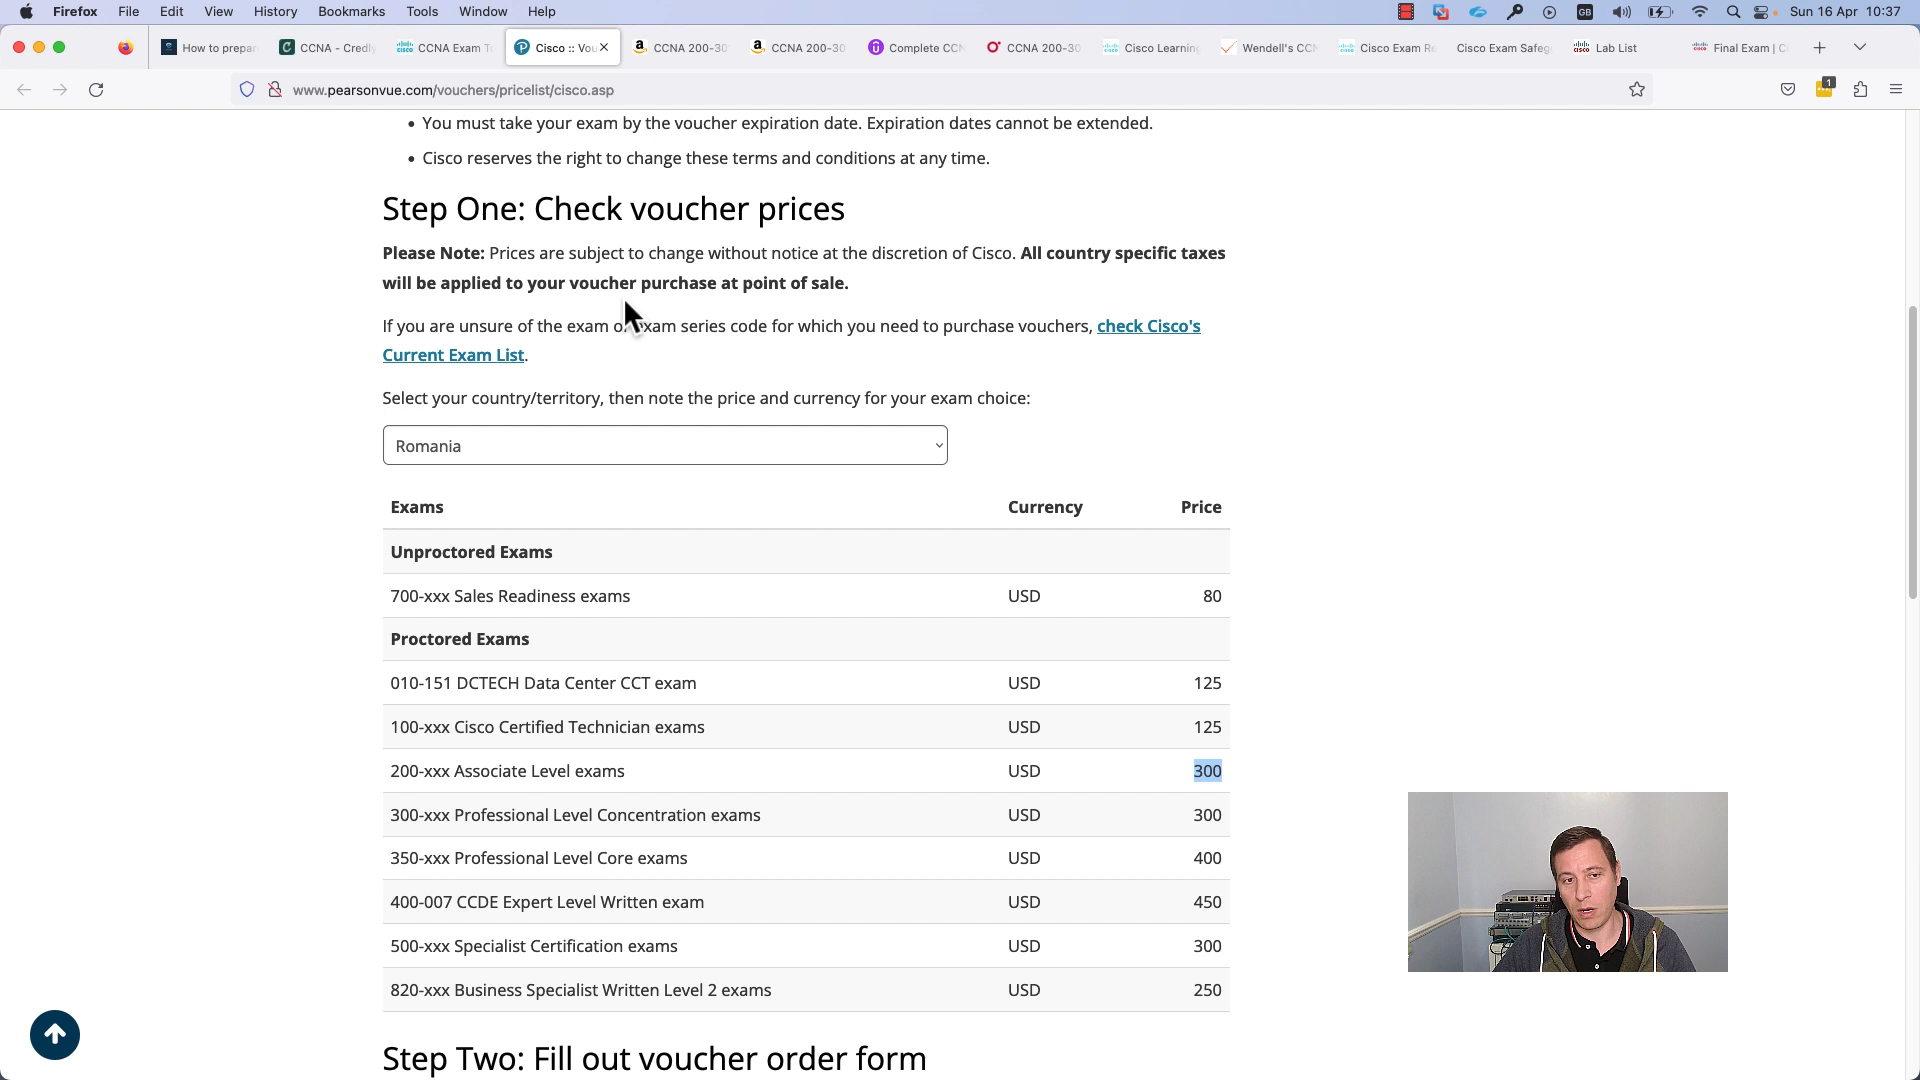 Firefox File Edit View History Bookmarks Tools Window Help GB Sun 16 Apr 10:37
How to prepar CCNA - Credly CCNA Exam T Cisco :: Vou CCNA 200-30 CCNA 200-30 Complete CCN CCNA 200-30 Cisco Learning Wendell's CCN Cisco Exam Re Cisco Exam Safeg Lab List Final Exam | C
www.pearsonvue.com/vouchers/pricelist/cisco.asp 1
• You must take your exam by the voucher expiration date. Expiration dates cannot be extended.
• Cisco reserves the right to change these terms and conditions at any time.
Step One: Check voucher prices
Please Note: Prices are subject to change without notice at the discretion of Cisco. All country specific taxes
will be applied to your voucher purchase at point of sale.
If you are unsure of the exam or exam series code for which you need to purchase vouchers, check Cisco's
Current Exam List.
Select your country/territory, then note the price and currency for your exam choice:
Romania
Exams Currency Price
Unproctored Exams
700-xxx Sales Readiness exams USD 80
Proctored Exams
010-151 DCTECH Data Center CCT exam USD 125
100-xxx Cisco Certified Technician exams USD 125
200-xxx Associate Level exams USD 300
300-xxx Professional Level Concentration exams USD 300
350-xxx Professional Level Core exams USD 400
400-007 CCDE Expert Level Written exam USD 450
500-xxx Specialist Certification exams USD 300
820-xxx Business Specialist Written Level 2 exams USD 250
Step Two: Fill out voucher order form